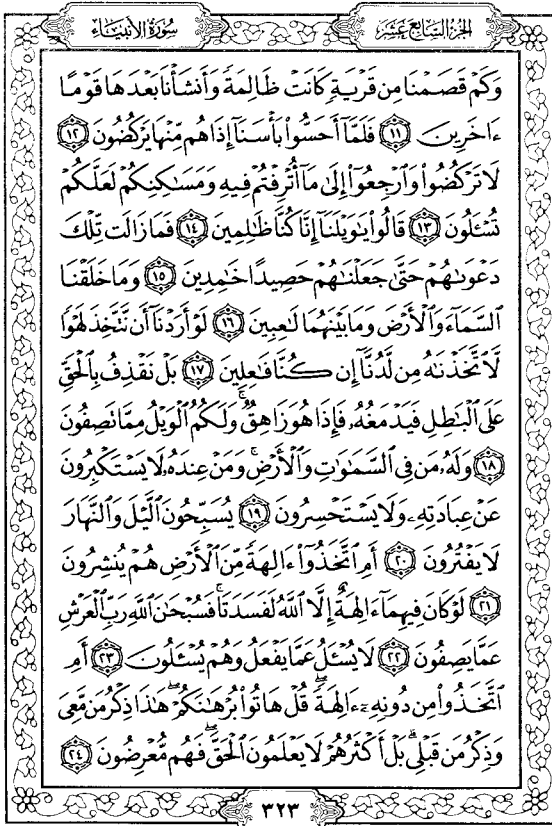 الجزء السابع عشر
سورة الأنبياء
وَكَمْ قَصَمْنَا مِن قَرْيَةٍ كَانَتْ ظَالِمَةً وَأَنشَأْنَا بَعْدَهَا قَوْمًا
ءَاخَرِينَ ١١ فَلَمَّآ أَحَسُّواْ بَأْسَنَآ إِذَا هُم مِّنْهَا يَرْكُضُونَ ١٢
لَا تَرْكُضُواْ وَٱرْجِعُوٓاْ إِلَىٰ مَآ أُتْرِفْتُمْ فِيهِ وَمَسَٰكِنِكُمْ لَعَلَّكُمْ
تُسْـَٔلُونَ ١٣ قَالُواْ يَٰوَيْلَنَآ إِنَّا كُنَّا ظَٰلِمِينَ ١٤ فَمَا زَالَت تِّلْكَ
دَعْوَىٰهُمْ حَتَّىٰ جَعَلْنَٰهُمْ حَصِيدًا خَٰمِدِينَ ١٥ وَمَا خَلَقْنَا
ٱلسَّمَآءَ وَٱلْأَرْضَ وَمَا بَيْنَهُمَا لَٰعِبِينَ ١٦ لَوْ أَرَدْنَآ أَن نَّتَّخِذَ لَهْوًا
لَّٱتَّخَذْنَٰهُ مِن لَّدُنَّآ إِن كُنَّا فَٰعِلِينَ ١٧ بَلْ نَقْذِفُ بِٱلْحَقِّ
عَلَى ٱلْبَٰطِلِ فَيَدْمَغُهُۥ فَإِذَا هُوَ زَاهِقٌ ۚ وَلَكُمُ ٱلْوَيْلُ مِمَّا تَصِفُونَ
١٨ وَلَهُۥ مَن فِى ٱلسَّمَٰوَٰتِ وَٱلْأَرْضِ ۚ وَمَنْ عِندَهُۥ لَا يَسْتَكْبِرُونَ
عَنْ عِبَادَتِهِۦ وَلَا يَسْتَحْسِرُونَ ١٩ يُسَبِّحُونَ ٱلَّيْلَ وَٱلنَّهَارَ
لَا يَفْتُرُونَ ٢٠ أَمِ ٱتَّخَذُوٓاْ ءَالِهَةً مِّنَ ٱلْأَرْضِ هُمْ يُنشِرُونَ
٢١ لَوْ كَانَ فِيهِمَآ ءَالِهَةٌ إِلَّا ٱللَّهُ لَفَسَدَتَا ۚ فَسُبْحَٰنَ ٱللَّهِ رَبِّ ٱلْعَرْشِ
عَمَّا يَصِفُونَ ٢٢ لَا يُسْـَٔلُ عَمَّا يَفْعَلُ وَهُمْ يُسْـَٔلُونَ ٢٣ أَمِ
ٱتَّخَذُواْ مِن دُونِهِۦٓ ءَالِهَةً ۖ قُلْ هَاتُواْ بُرْهَٰنَكُمْ ۖ هَٰذَا ذِكْرُ مَن مَّعِىَ
وَذِكْرُ مَن قَبْلِى ۗ بَلْ أَكْثَرُهُمْ لَا يَعْلَمُونَ ٱلْحَقَّ ۖ فَهُم مُّعْرِضُونَ ٢٤
٣٢٣